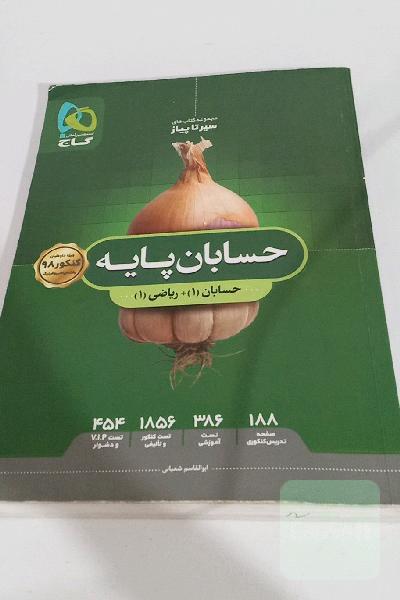 گاج
مجموعه کتاب‌های
سیر تا پیاز
حسابان پایه
حسابان (۱) + ریاضی (۱)
کنکور ۹۸
۱۸۸
صفحه
تدریس کنکوری
۳۸۶
تست
آموزشی
۱۸۵۶
تست کنکور
و تألیفی
۴۵۴
تست V.I.P
و دشوار
ابوالقاسم شعبانی